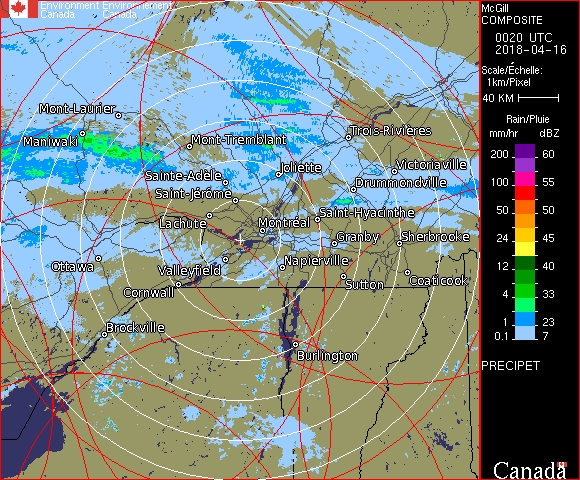 Environment Environnement
Canada Canada
McGill
COMPOSITE
0020 UTC
2018-04-16
Scale/Échelle:
1km/Pixel
40 KM
Rain/Pluie
mm/hr dBZ
200 60
100 55
50 50
24 45
12 40
4 33
1 23
0.1 7
PRECIPET
Canada
Mont-Laurier
Maniwaki
Mont-Tremblant
Trois-Rivières
Sainte-Adèle
Joliette
Victoriaville
Saint-Jérôme
Drummondville
Lachute
Montréal
Saint-Hyacinthe
Granby
Sherbrooke
Ottawa
Valleyfield
Napierville
Cornwall
Sutton
Coaticook
Brockville
Burlington